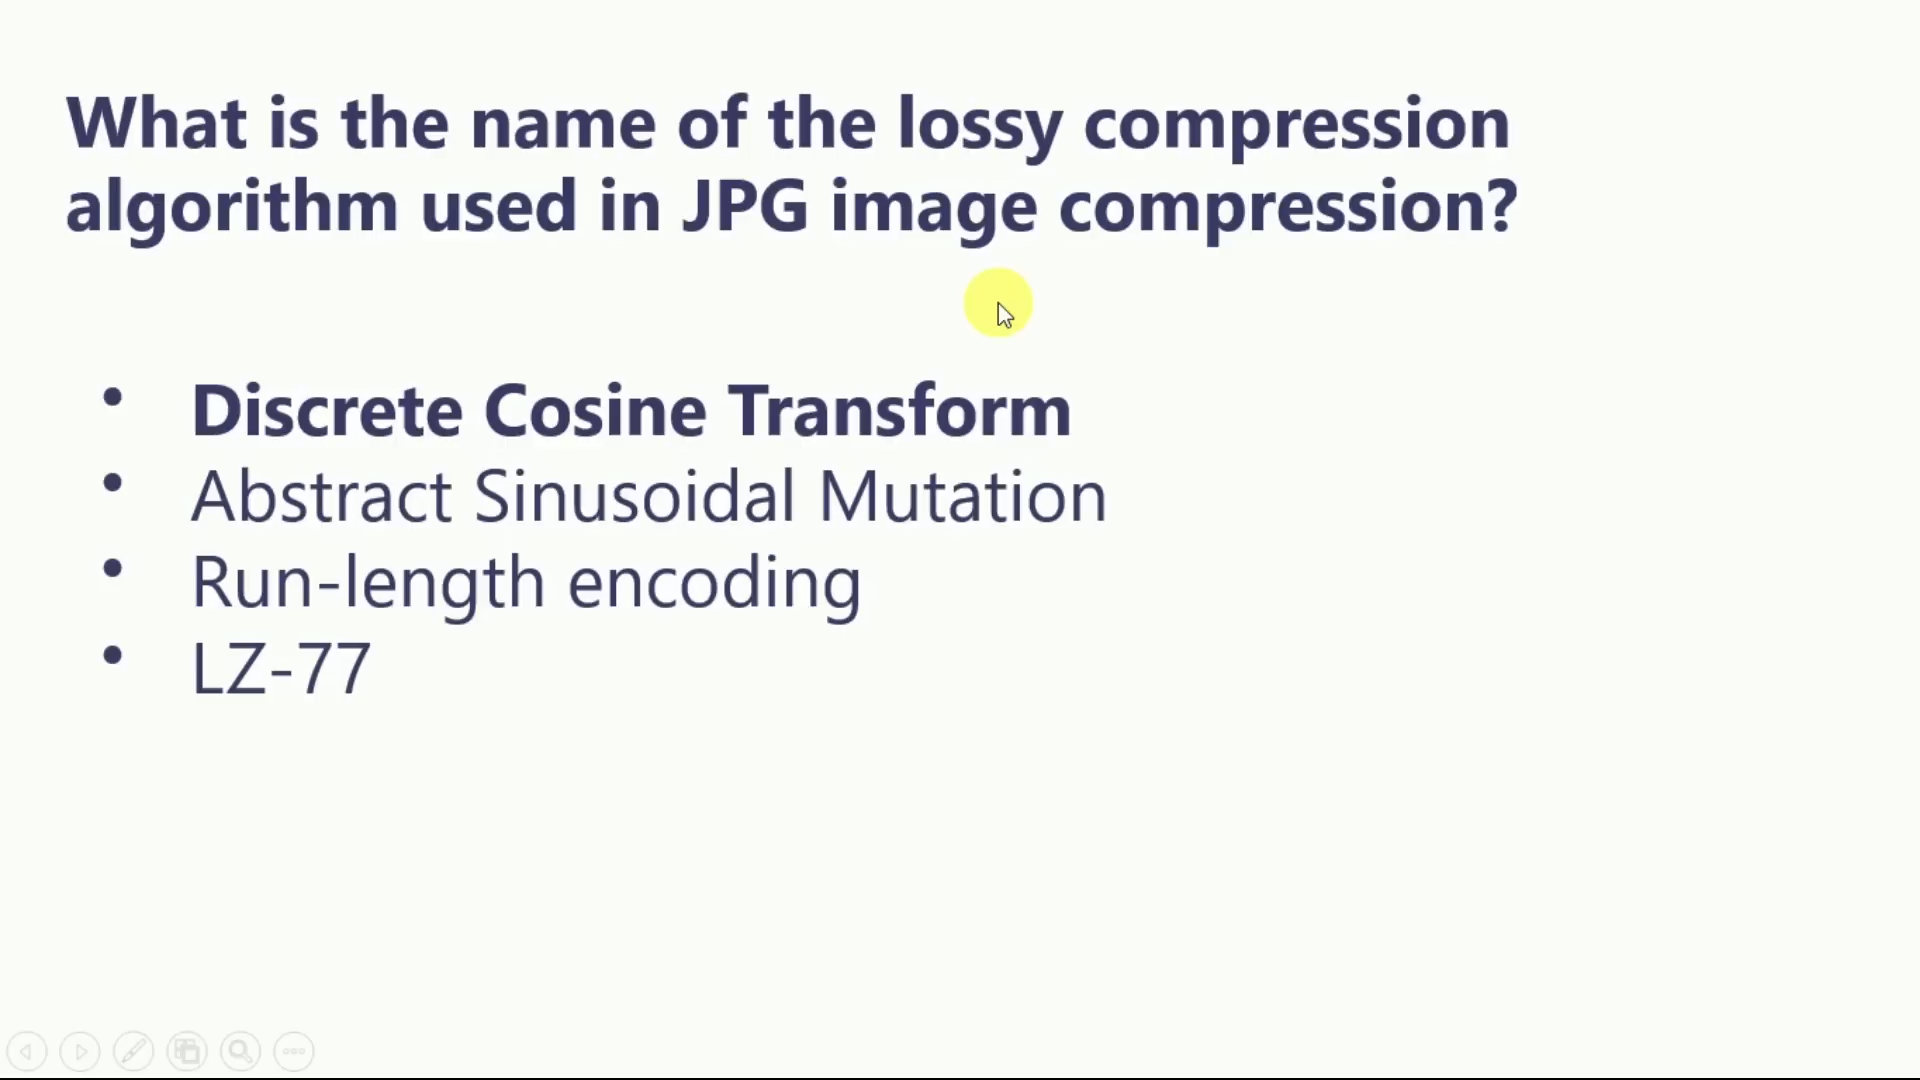 What is the name of the lossy compression
algorithm used in JPG image compression?
• Discrete Cosine Transform
• Abstract Sinusoidal Mutation
• Run-length encoding
• LZ-77